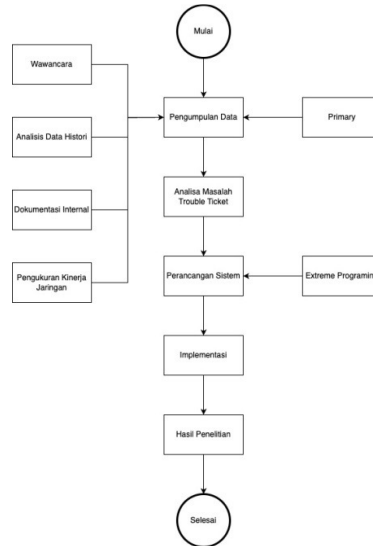 Mulai
Wawancara
Pengumpulan Data
Primary
Analisis Data Histori
Analisa Masalah
Trouble Ticket
Dokumentasi Internal
Pengukuran Kinerja
Jaringan
Perancangan Sistem
Extreme Programin
Implementasi
Hasil Penelitian
Selesai